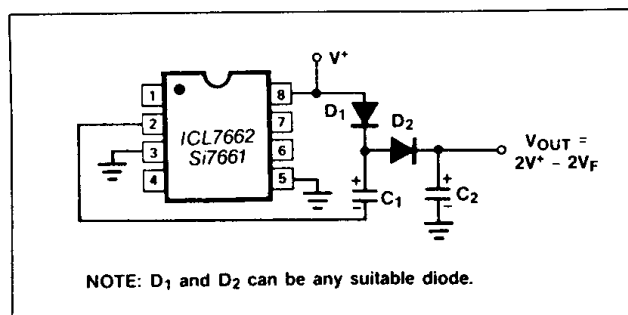 V+
1
8
D1
2
7
D2
ICL7662
Si7661
VOUT =
2V+ − 2VF
3
6
4
5
+
−
C1
+
−
C2
NOTE: D1 and D2 can be any suitable diode.